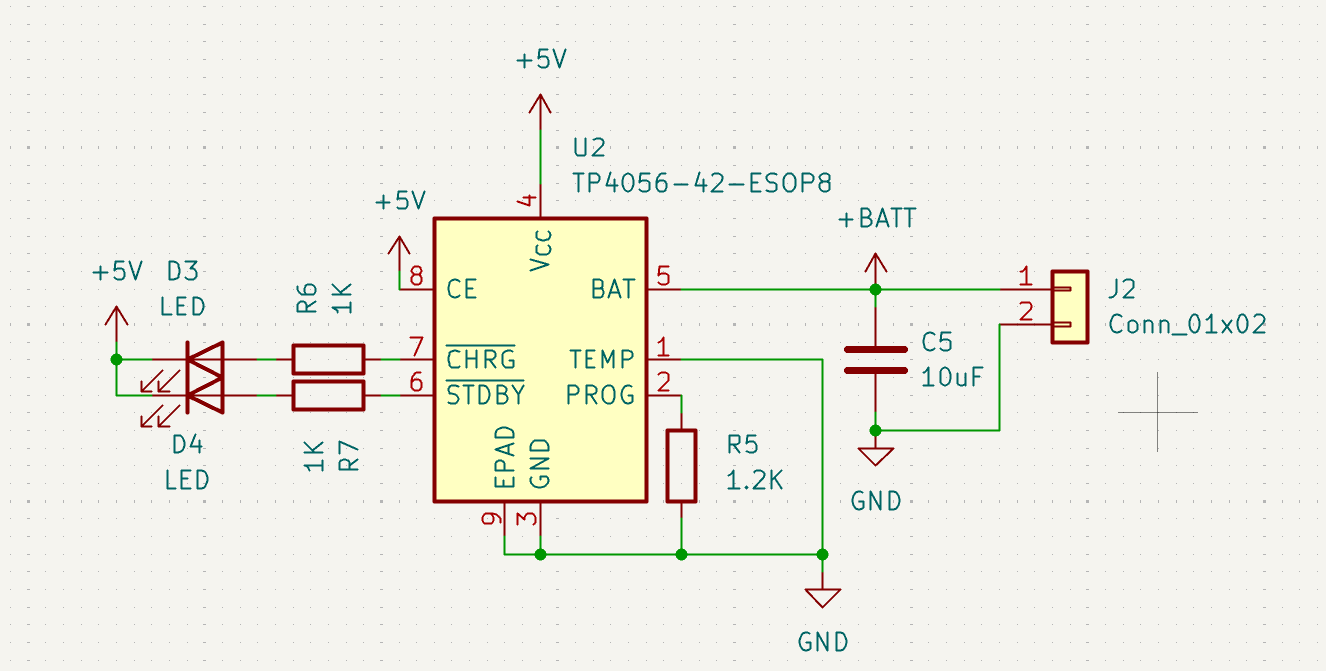 +5V
U2
TP4056-42-ESOP8
4
+5V
+BATT
Vcc
+5V
D3
LED
R6
1K
8
CE
BAT
5
1
2
J2
Conn_01x02
7
CHRG
TEMP
1
C5
10uF
6
STDBY
PROG
2
D4
LED
1K
R7
EPAD
GND
R5
1.2K
GND
9
3
GND